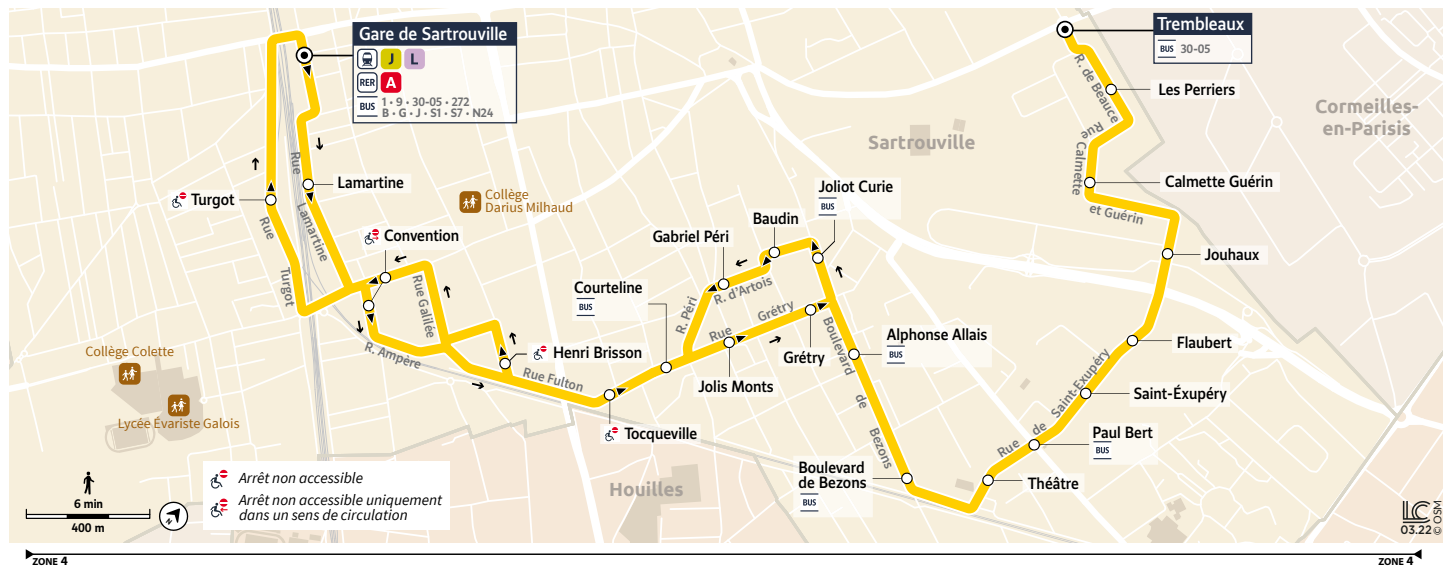 Gare de Sartrouville
J L
RER A
BUS 1 • 9 • 30-05 • 272
B • G • J • S1 • S7 • N24
Trembleaux
BUS 30-05
R. de Beauce
Les Perriers
Rue
Calmette
et Guérin
Cormeilles-
en-Parisis
Sartrouville
Calmette Guérin
Rue
Lamartine
Lamartine
Turgot
Rue
Turgot
Collège
Darius Milhaud
Convention
Rue Galilée
R. Ampère
Joliot Curie
BUS
Baudin
Gabriel Péri
R. d'Artois
R. Péri
Courteline
BUS
Rue Grétry
Jouhaux
Henri Brisson
Rue Fulton
Jolis Monts
Grétry
Boulevard
de
Bezons
Alphonse Allais
BUS
Flaubert
Collège Colette
Lycée Évariste Galois
Saint-Éxupéry
Rue de Saint-Exupéry
Tocqueville
Paul Bert
BUS
Boulevard
de Bezons
BUS
Théâtre
Houilles
6 min
400 m
N
Arrêt non accessible
Arrêt non accessible uniquement
dans un sens de circulation
LC
03.22
© OSM
ZONE 4
ZONE 4